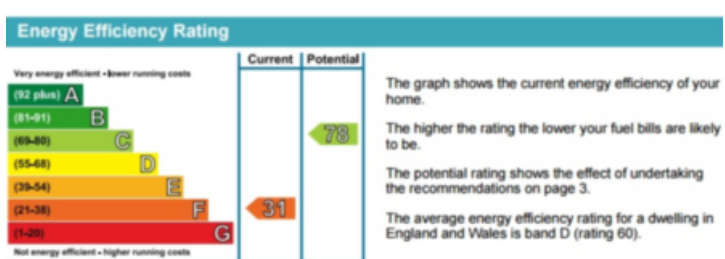 Energy Efficiency Rating
Current Potential
Very energy efficient - lower running costs
(92 plus) A
(81-91) B
(69-80) C
78
(55-68) D
(39-54) E
(21-38) F
31
(1-20) G
Not energy efficient - higher running costs
The graph shows the current energy efficiency of your
home.
The higher the rating the lower your fuel bills are likely
to be.
The potential rating shows the effect of undertaking
the recommendations on page 3.
The average energy efficiency rating for a dwelling in
England and Wales is band D (rating 60).